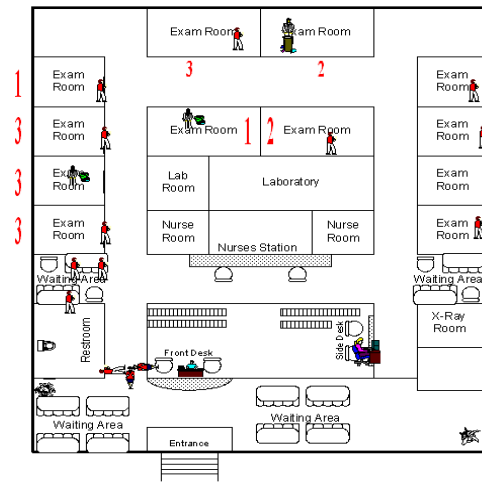 Exam Room
Exam Room
3
2
1
Exam
Room
Exam
Room
3
Exam
Room
3
Exam
Room
3
Exam Room
1
2
Exam Room
Lab
Room
Laboratory
Nurse
Room
Nurses Station
Nurse
Room
Exam
Room
Exam
Room
Exam
Room
Exam
Room
Waiting Area
Waiting Area
Restroom
Front Desk
Side Desk
X-Ray
Room
Waiting Area
Waiting Area
Entrance